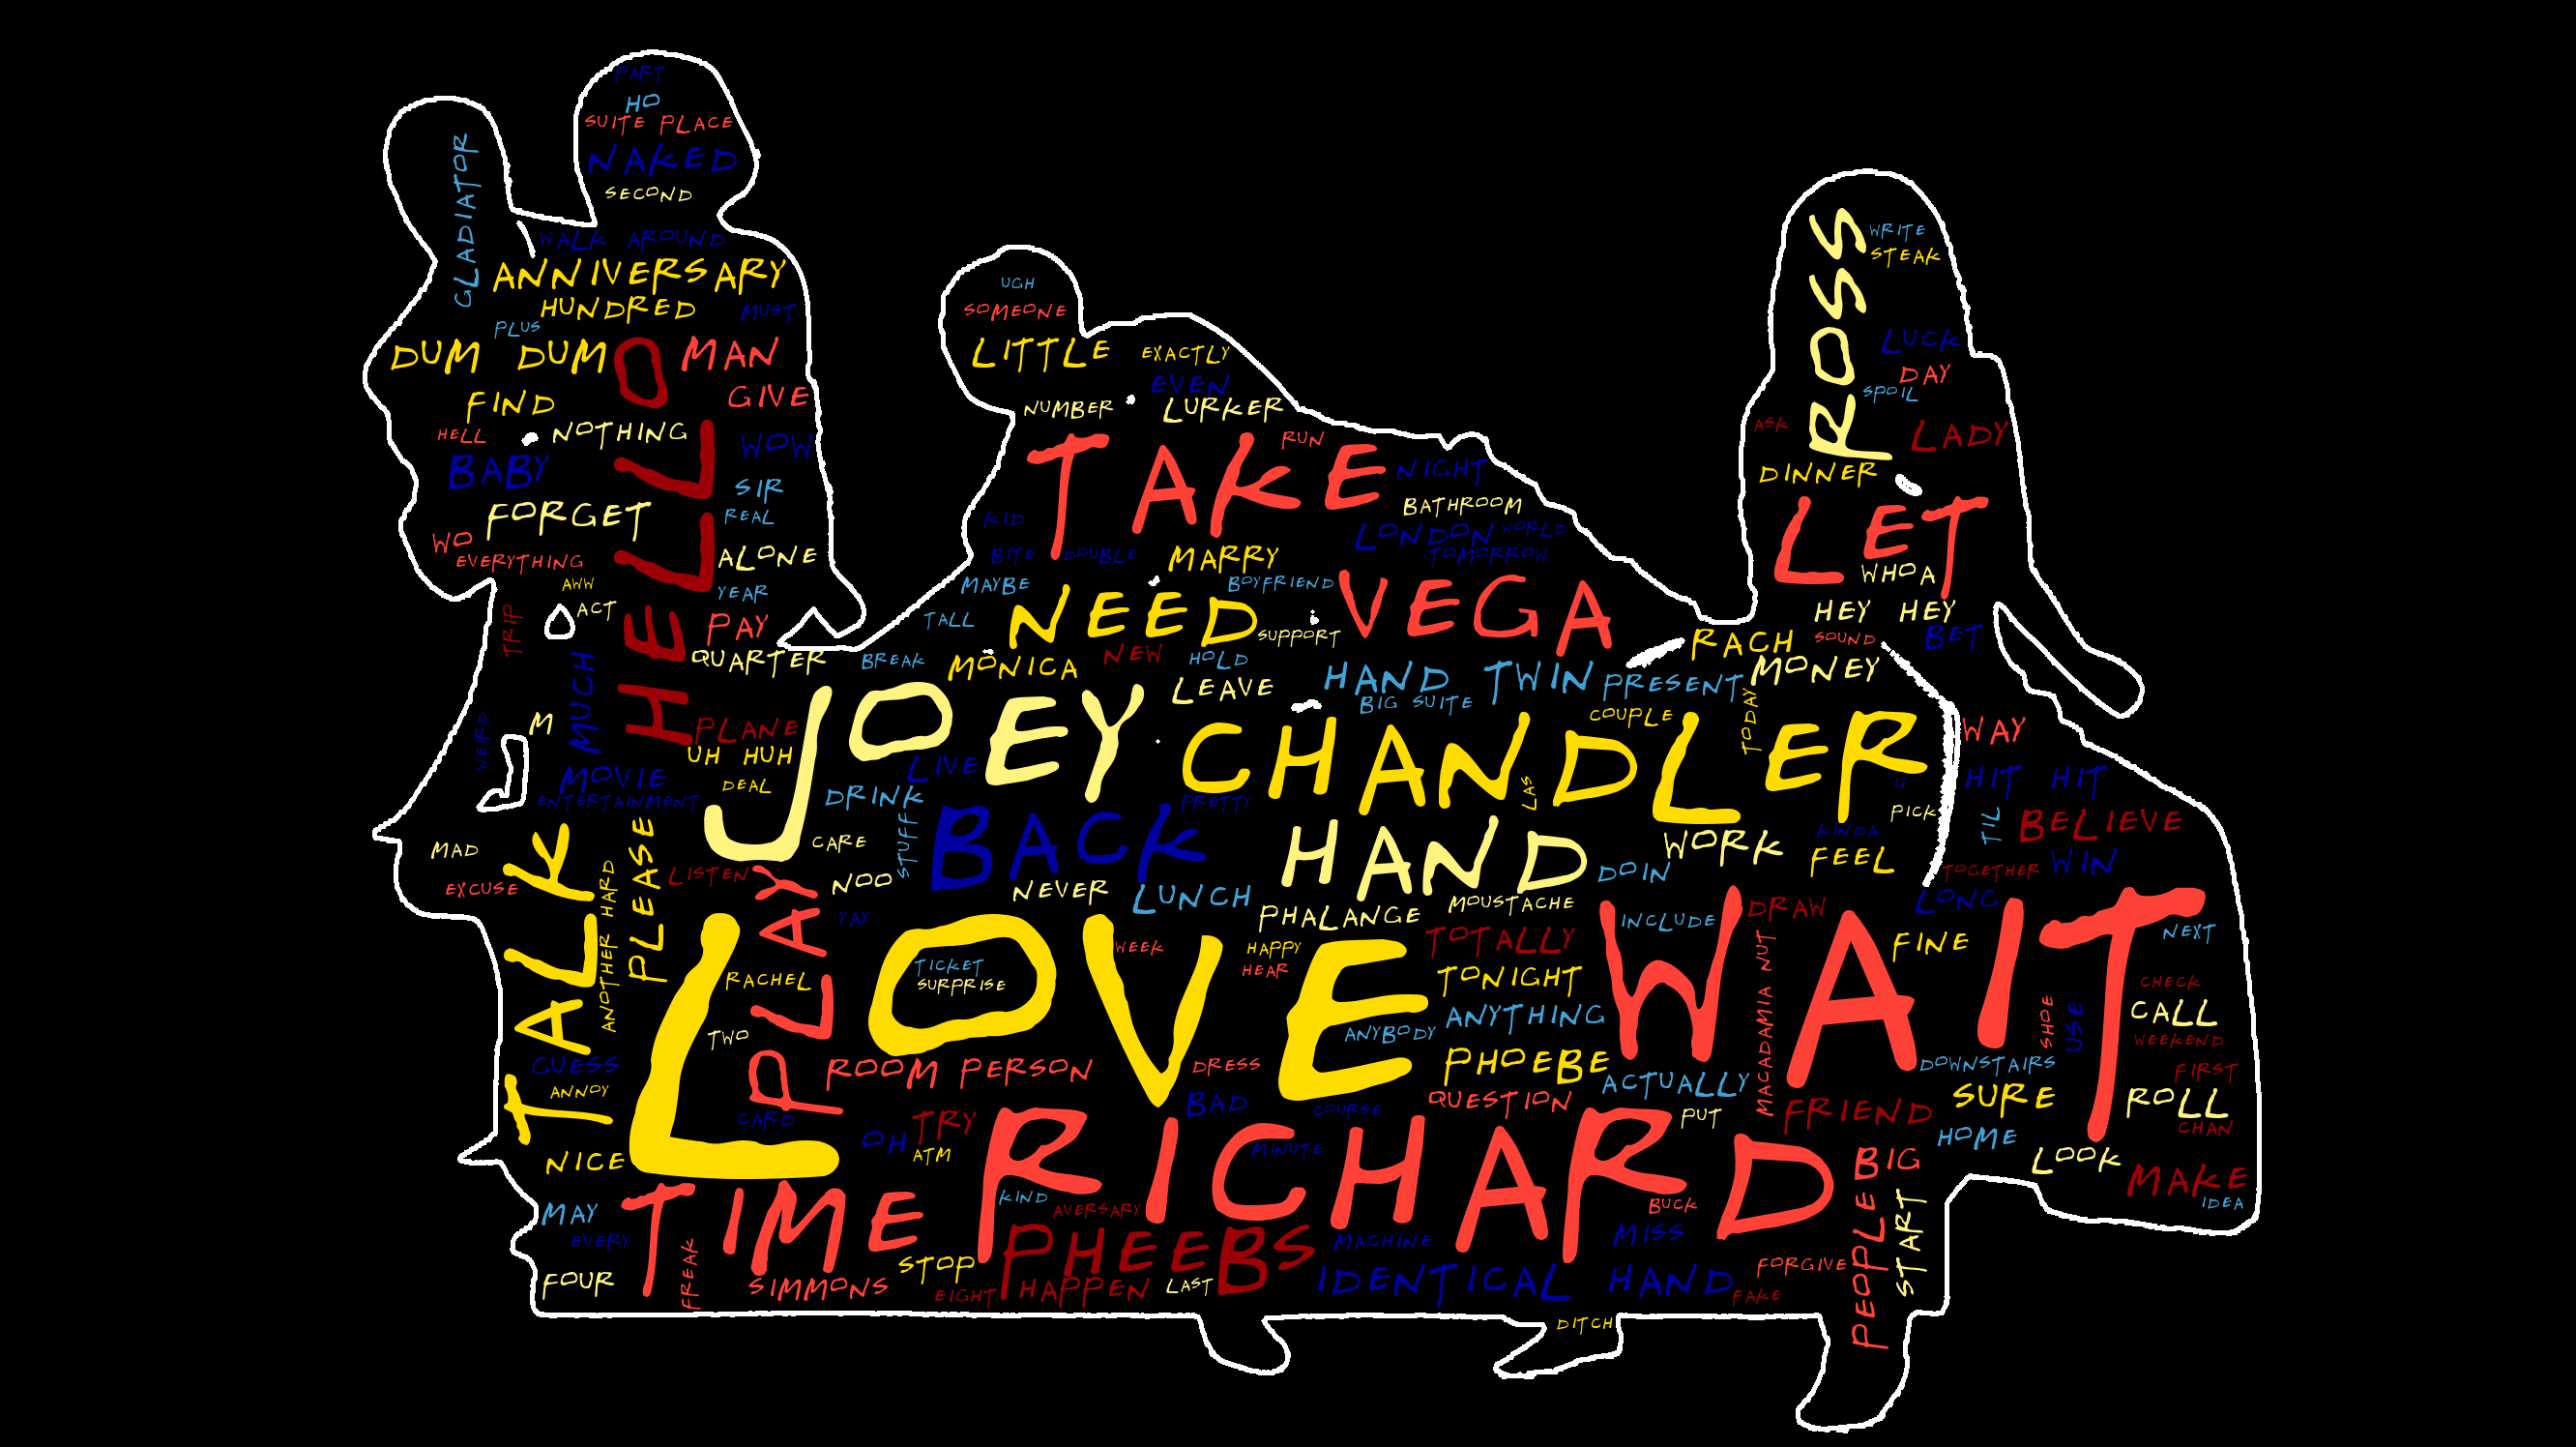 PART
HO
SUITE PLACE
NAKED
SECOND
GLADIATOR
WALK AROUND
ANNIVERSARY
HUNDRED
MUST
PLUS
DUM DUM
MAN
HELLO
GIVE
FIND
HELL
NOTHING
WOW
BABY
SIR
FORGET
REAL
WO
EVERYTHING
ALONE
AWW
YEAR
ACT
TRIP
PAY
QUARTER
MUCH
M
WEIRD
PLANE
UH HUH
MOVIE
DEAL
ENTERTAINMENT
UGH
SOMEONE
LITTLE
EXACTLY
EVEN
NUMBER
LURKER
RUN
TAKE
NIGHT
BATHROOM
KID
LONDON
WORLD
TOMORROW
BITE
DOUBLE
MARRY
MAYBE
BOYFRIEND
VEGA
NEED
TALL
SUPPORT
BREAK
MONICA
NEW
HOLD
LEAVE
HAND TWIN
PRESENT
BIG SUITE
COUPLE
TODAY
ROSS
WRITE
STEAK
LUCK
DAY
SPOIL
ASK
LADY
DINNER
LET
WHOA
HEY HEY
RACH
SOUND
BET
MONEY
JOEY
CHANDLER
LAS
WAY
LIVE
DRINK
PRETTY
HIT HIT
IT
PICK
TIL
BELIEVE
BACK
HAND
CARE
STUFF
WORK
KINDA
FEEL
MAD
EXCUSE
TALK
ANOTHER HARD
PLEASE
LISTEN
PLAY
NOO
YAY
NEVER
LUNCH
DOIN
TOGETHER
WIN
LONG
PHALANGE
MOUSTACHE
INCLUDE
DRAW
LOVE
WEEK
HAPPY
HEAR
TOTALLY
WAIT
FINE
NEXT
TICKET
SURPRISE
RACHEL
TONIGHT
MACADAMIA NUT
CHECK
TWO
ANYBODY
ANYTHING
SHOE
USE
CALL
WEEKEND
GUESS
ROOM PERSON
DRESS
PHOEBE
DOWNSTAIRS
FIRST
ANNOY
ACTUALLY
SURE
ROLL
CARD
BAD
COURSE
QUESTION
PUT
FRIEND
CHAN
OH
TRY
ATM
RICHARD
MINUTE
HOME
NICE
BIG
LOOK
MAKE
IDEA
TIME
KIND
AVERSARY
BUCK
PEOPLE
START
MAY
EVERY
FREAK
PHEEBS
MACHINE
MISS
STOP
FORGIVE
FOUR
SIMMONS
EIGHT
HAPPEN
LAST
IDENTICAL HAND
FAKE
DITCH